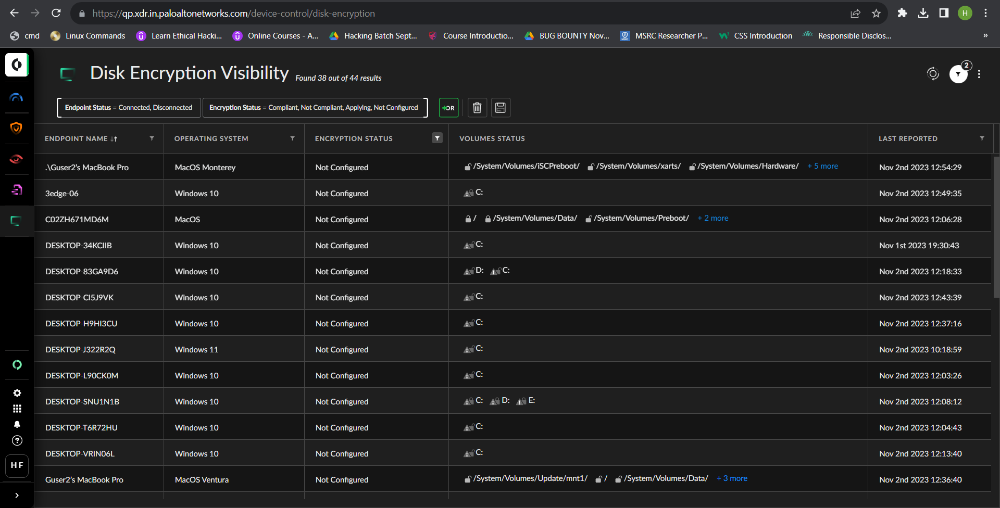 https://qp.xdr.in.paloaltonetworks.com/device-control/disk-encryption
H
cmd
Linux Commands
Learn Ethical Hacki...
Online Courses - A...
Hacking Batch Sept...
Course Introductio...
BUG BOUNTY Nov...
MSRC Researcher P...
CSS Introduction
Responsible Disclos...
»
Disk Encryption Visibility Found 38 out of 44 results
2
Endpoint Status = Connected, Disconnected
Encryption Status = Compliant, Not Compliant, Applying, Not Configured
+OR
ENDPOINT NAME OPERATING SYSTEM ENCRYPTION STATUS VOLUMES STATUS LAST REPORTED
.\Guser2’s MacBook Pro MacOS Monterey Not Configured /System/Volumes/iSCPreboot/ /System/Volumes/xarts/ /System/Volumes/Hardware/ + 5 more Nov 2nd 2023 12:54:29
3edge-06 Windows 10 Not Configured C: Nov 2nd 2023 12:49:35
C02ZH671MD6M MacOS Not Configured / /System/Volumes/Data/ /System/Volumes/Preboot/ + 2 more Nov 2nd 2023 12:06:28
DESKTOP-34KCIIB Windows 10 Not Configured C: Nov 1st 2023 19:30:43
DESKTOP-83GA9D6 Windows 10 Not Configured D: C: Nov 2nd 2023 12:18:33
DESKTOP-CI5J9VK Windows 10 Not Configured C: Nov 2nd 2023 12:43:39
DESKTOP-H9HI3CU Windows 10 Not Configured C: Nov 2nd 2023 12:37:16
DESKTOP-J322R2Q Windows 11 Not Configured C: Nov 2nd 2023 10:18:59
DESKTOP-L90CK0M Windows 10 Not Configured C: Nov 2nd 2023 12:03:26
DESKTOP-SNU1N1B Windows 10 Not Configured C: D: E: Nov 2nd 2023 12:08:12
DESKTOP-T6R72HU Windows 10 Not Configured C: Nov 2nd 2023 12:04:43
DESKTOP-VRIN06L Windows 10 Not Configured C: Nov 2nd 2023 12:13:40
Guser2’s MacBook Pro MacOS Ventura Not Configured /System/Volumes/Update/mnt1/ / /System/Volumes/Data/ + 3 more Nov 2nd 2023 12:36:40
H F